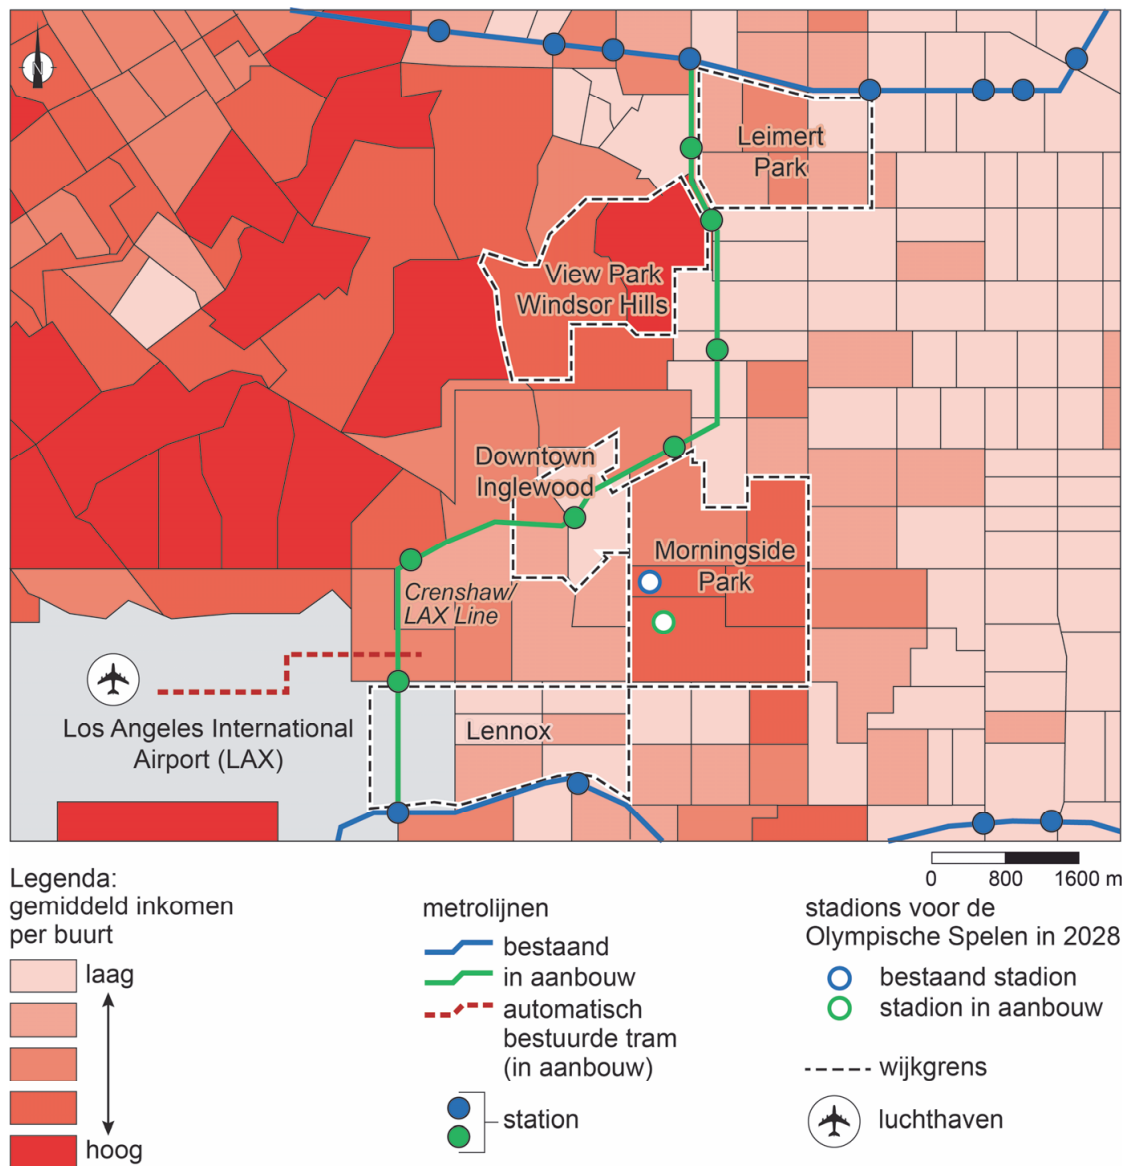 N
Leimert
Park
View Park
Windsor Hills
Downtown
Inglewood
Morningside
Park
Crenshaw/
LAX Line
Los Angeles International
Airport (LAX)
Lennox
0 800 1600 m
Legenda:
gemiddeld inkomen
per buurt
laag
hoog
metrolijnen
bestaand
in aanbouw
automatisch
bestuurde tram
(in aanbouw)
station
stadions voor de
Olympische Spelen in 2028
bestaand stadion
stadion in aanbouw
wijkgrens
luchthaven